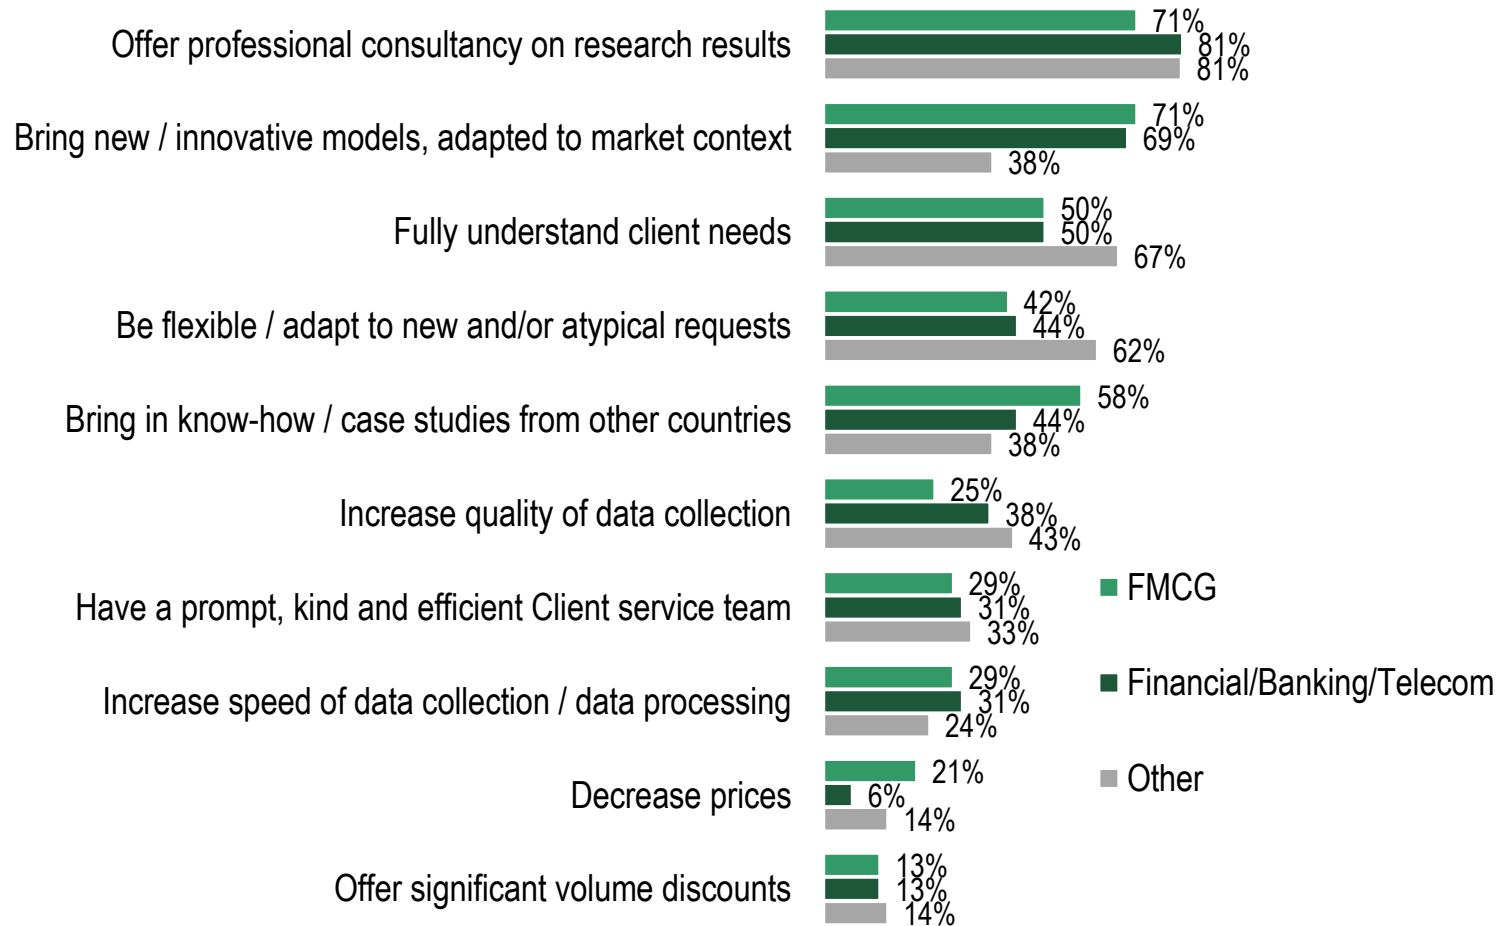 Offer professional consultancy on research results
71%
81%
81%
Bring new / innovative models, adapted to market context
71%
69%
38%
Fully understand client needs
50%
50%
67%
Be flexible / adapt to new and/or atypical requests
42%
44%
62%
Bring in know-how / case studies from other countries
58%
44%
38%
Increase quality of data collection
25%
38%
43%
Have a prompt, kind and efficient Client service team
29%
31%
33%
Increase speed of data collection / data processing
29%
31%
24%
Decrease prices
21%
6%
14%
Offer significant volume discounts
13%
13%
14%
FMCG
Financial/Banking/Telecom
Other